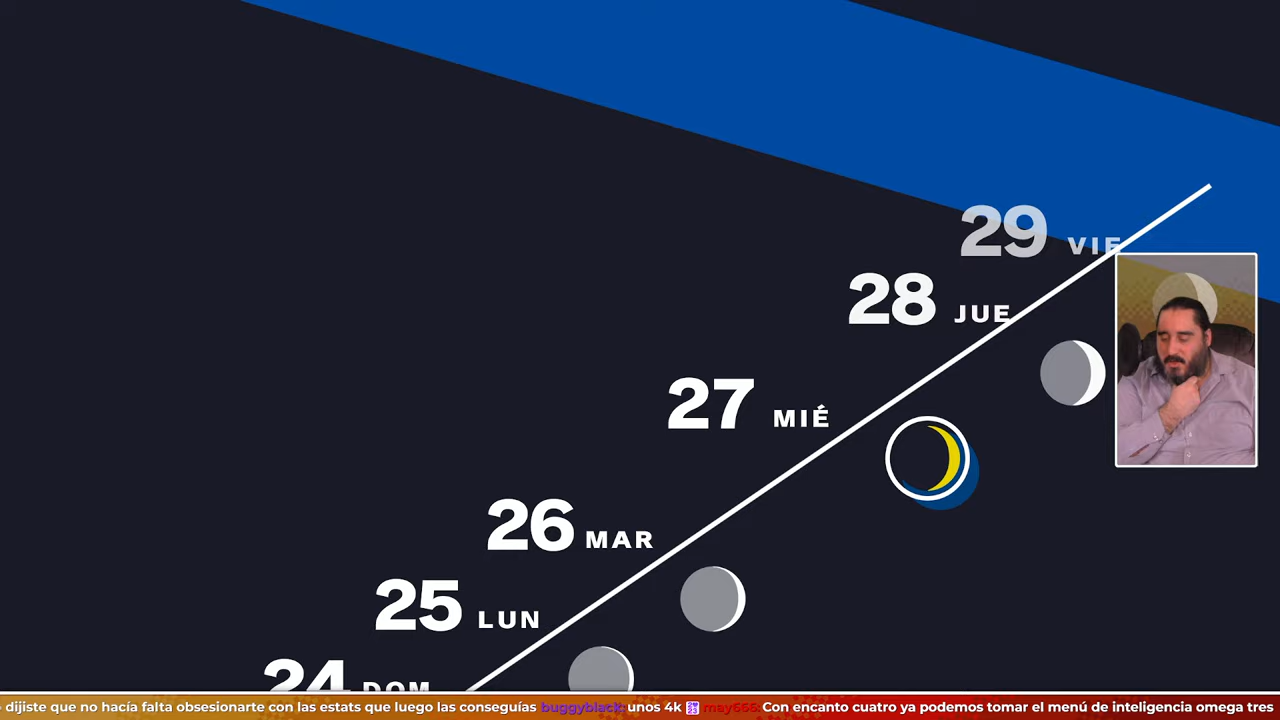 29 VIE
28 JUE
27 MIÉ
26 MAR
25 LUN
24 DOM
dijiste que no hacía falta obsesionarte con las estats que luego las conseguías buggyblack: unos 4k may666: Con encanto cuatro ya podemos tomar el menú de inteligencia omega tres